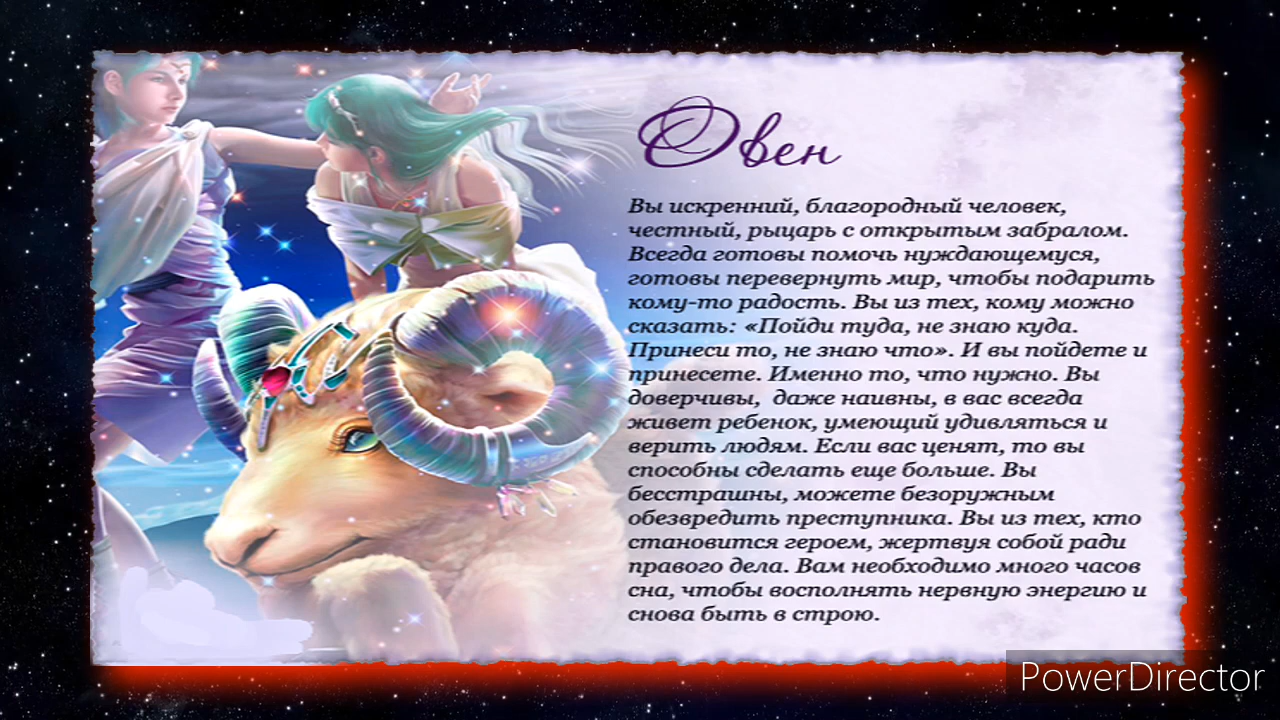 Овен
Вы искренний, благородный человек,
честный, рыцарь с открытым забралом.
Всегда готовы помочь нуждающемуся,
готовы перевернуть мир, чтобы подарить
кому-то радость. Вы из тех, кому можно
сказать: «Пойди туда, не знаю куда.
Принеси то, не знаю что». И вы пойдете и
принесете. Именно то, что нужно. Вы
доверчивы, даже наивны, в вас всегда
живет ребенок, умеющий удивляться и
верить людям. Если вас ценят, то вы
способны сделать еще больше. Вы
бесстрашны, можете безоружным
обезвредить преступника. Вы из тех, кто
становится героем, жертвуя собой ради
правого дела. Вам необходимо много часов
сна, чтобы восполнять нервную энергию и
снова быть в строю.
PowerDirector